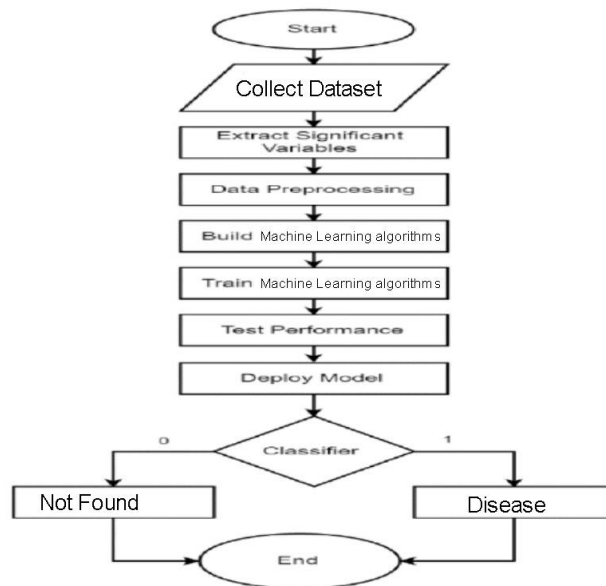 Start
Collect Dataset
Extract Significant
Variables
Data Preprocessing
Build Machine Learning algorithms
Train Machine Learning algorithms
Test Performance
Deploy Model
0
Classifier
1
Not Found
Disease
End